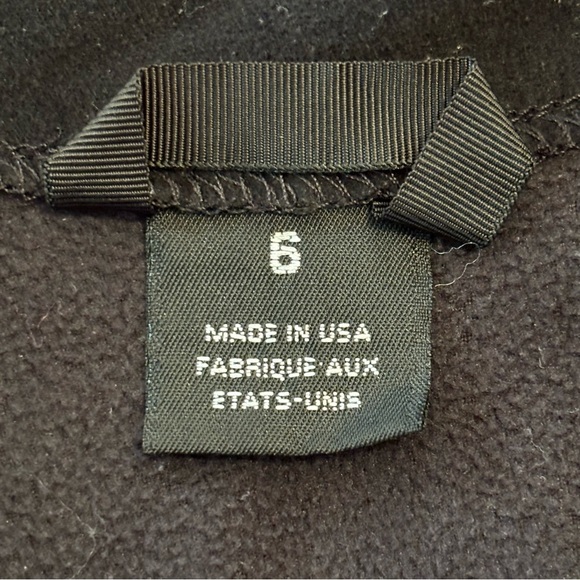 6
MADE IN USA
FABRIQUE AUX
ETATS-UNIS